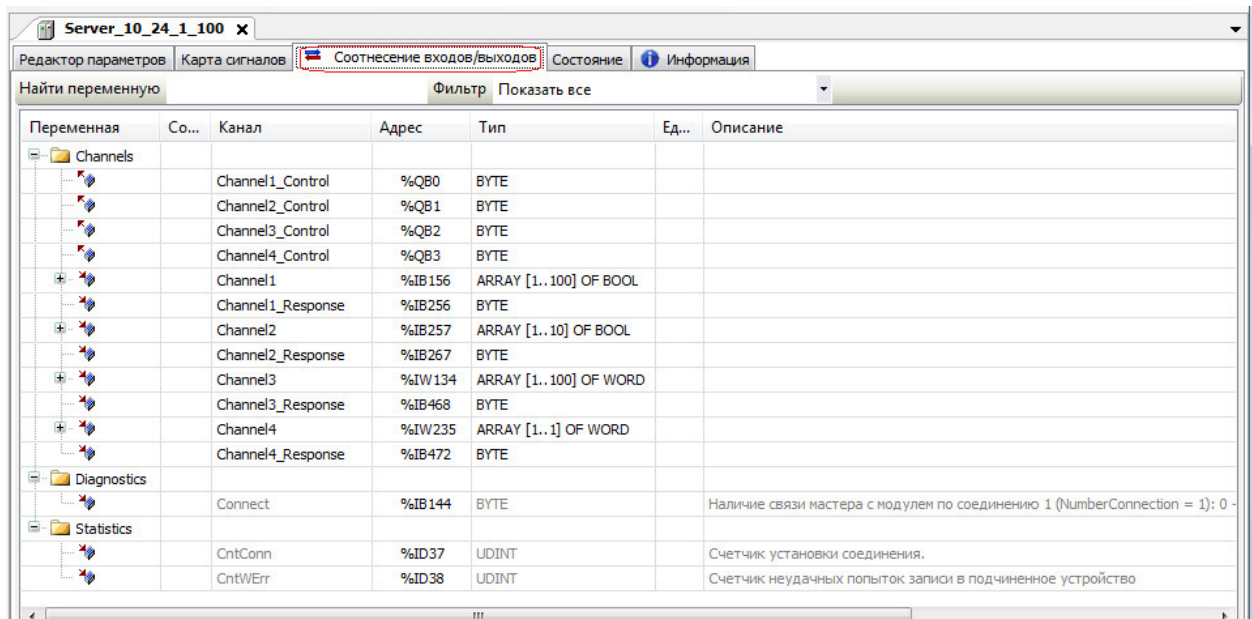 Server_10_24_1_100 x
Редактор параметров Карта сигналов Соотнесение входов/выходов Состояние Информация
Найти переменную Фильтр Показать все
Переменная Со... Канал Адрес Тип Ед... Описание
Channels
Channel1_Control %QB0 BYTE
Channel2_Control %QB1 BYTE
Channel3_Control %QB2 BYTE
Channel4_Control %QB3 BYTE
Channel1 %IB156 ARRAY [1..100] OF BOOL
Channel1_Response %IB256 BYTE
Channel2 %IB257 ARRAY [1..10] OF BOOL
Channel2_Response %IB267 BYTE
Channel3 %IW134 ARRAY [1..100] OF WORD
Channel3_Response %IB468 BYTE
Channel4 %IW235 ARRAY [1..1] OF WORD
Channel4_Response %IB472 BYTE
Diagnostics
Connect %IB144 BYTE Наличие связи мастера с модулем по соединению 1 (NumberConnection = 1): 0 -
Statistics
CntConn %ID37 UDINT Счетчик установки соединения.
CntWErr %ID38 UDINT Счетчик неудачных попыток записи в подчиненное устройство